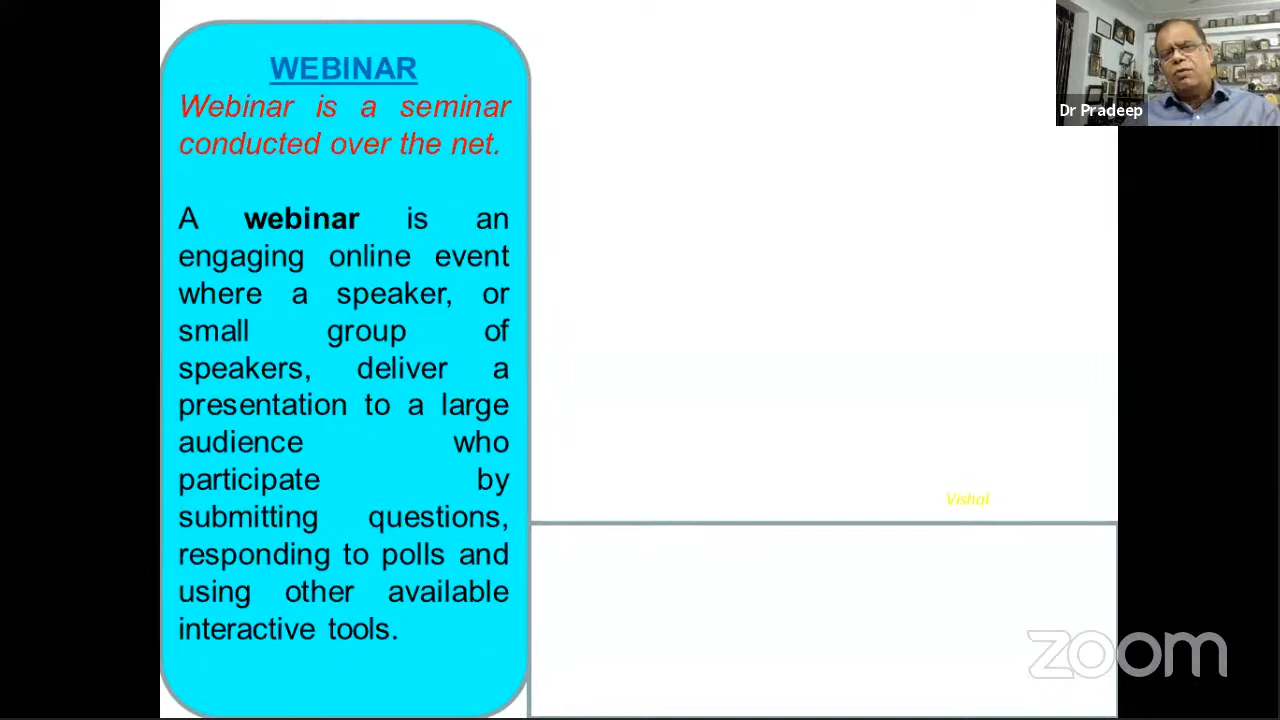 WEBINAR
Webinar is a seminar
conducted over the net.
A webinar is an
engaging online event
where a speaker, or
small group of
speakers, deliver a
presentation to a large
audience who
participate by
submitting questions,
responding to polls and
using other available
interactive tools.
Dr Pradeep
Vishal
zoom